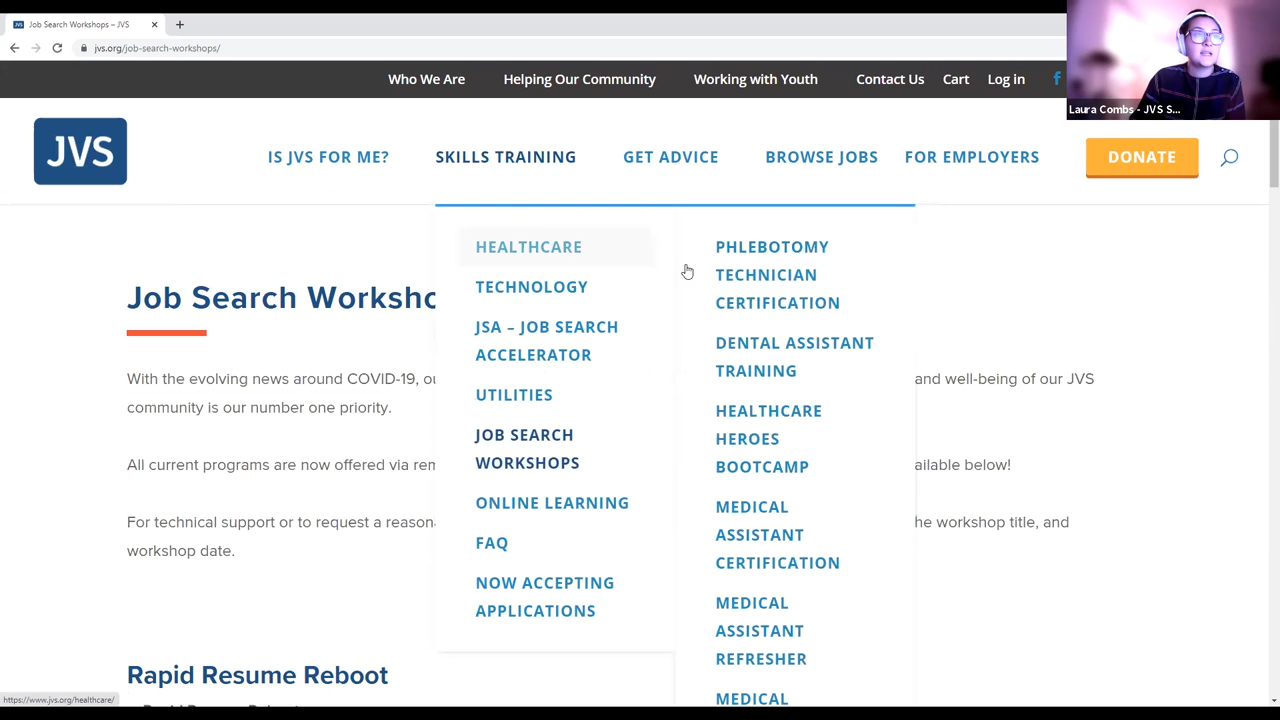 Job Search Workshops – JVS
jvs.org/job-search-workshops/
Who We Are Helping Our Community Working with Youth Contact Us Cart Log in
Laura Combs - JVS S...
JVS
IS JVS FOR ME? SKILLS TRAINING GET ADVICE BROWSE JOBS FOR EMPLOYERS DONATE
HEALTHCARE
TECHNOLOGY
JSA – JOB SEARCH
ACCELERATOR
UTILITIES
JOB SEARCH
WORKSHOPS
ONLINE LEARNING
FAQ
NOW ACCEPTING
APPLICATIONS
PHLEBOTOMY
TECHNICIAN
CERTIFICATION
DENTAL ASSISTANT
TRAINING
HEALTHCARE
HEROES
BOOTCAMP
MEDICAL
ASSISTANT
CERTIFICATION
MEDICAL
ASSISTANT
REFRESHER
MEDICAL
Job Search
With the evolving news around COVID-19, and well-being of our JVS
community is our number one priority.
All current programs are now offered via below!
For technical support or to request a workshop title, and
workshop date.
Rapid Resume Reboot
https://www.jvs.org/healthcare/